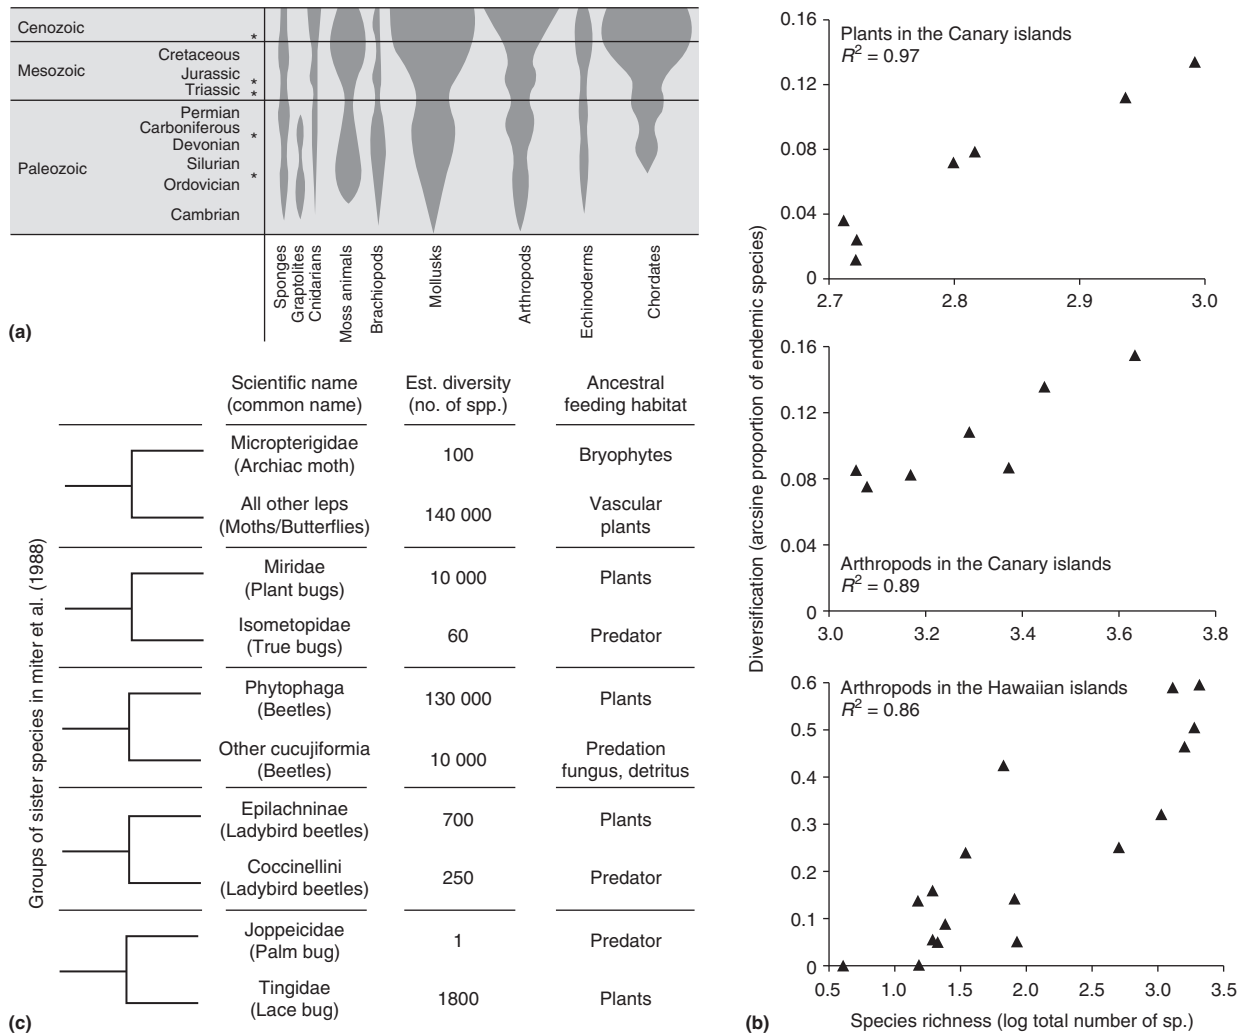 Cenozoic
*
Cretaceous
Mesozoic
Jurassic
*
Triassic
*
Permian
Carboniferous
*
Devonian
Paleozoic
Silurian
*
Ordovician
Cambrian
Sponges
Graptolites
Cnidarians
Moss animals
Brachiopods
Mollusks
Arthropods
Echinoderms
Chordates
(a)
Groups of sister species in miter et al. (1988)
Scientific name
(common name)
Est. diversity
(no. of spp.)
Ancestral
feeding habitat
Micropterigidae
(Archiac moth)
100
Bryophytes
All other leps
(Moths/Butterflies)
140 000
Vascular
plants
Miridae
(Plant bugs)
10 000
Plants
Isometopidae
(True bugs)
60
Predator
Phytophaga
(Beetles)
130 000
Plants
Other cucujiformia
(Beetles)
10 000
Predation
fungus, detritus
Epilachninae
(Ladybird beetles)
700
Plants
Coccinellini
(Ladybird beetles)
250
Predator
Joppeicidae
(Palm bug)
1
Predator
Tingidae
(Lace bug)
1800
Plants
(c)
Diversification (arcsine proportion of endemic species)
Plants in the Canary islands
R² = 0.97
0.16
0.12
0.08
0.04
0
2.7 2.8 2.9 3.0
0.16
0.12
0.08
0.04
0
Arthropods in the Canary islands
R² = 0.89
3.0 3.2 3.4 3.6 3.8
Arthropods in the Hawaiian islands
R² = 0.86
0.6
0.5
0.4
0.3
0.2
0.1
0
0.5 1.0 1.5 2.0 2.5 3.0 3.5
Species richness (log total number of sp.)
(b)